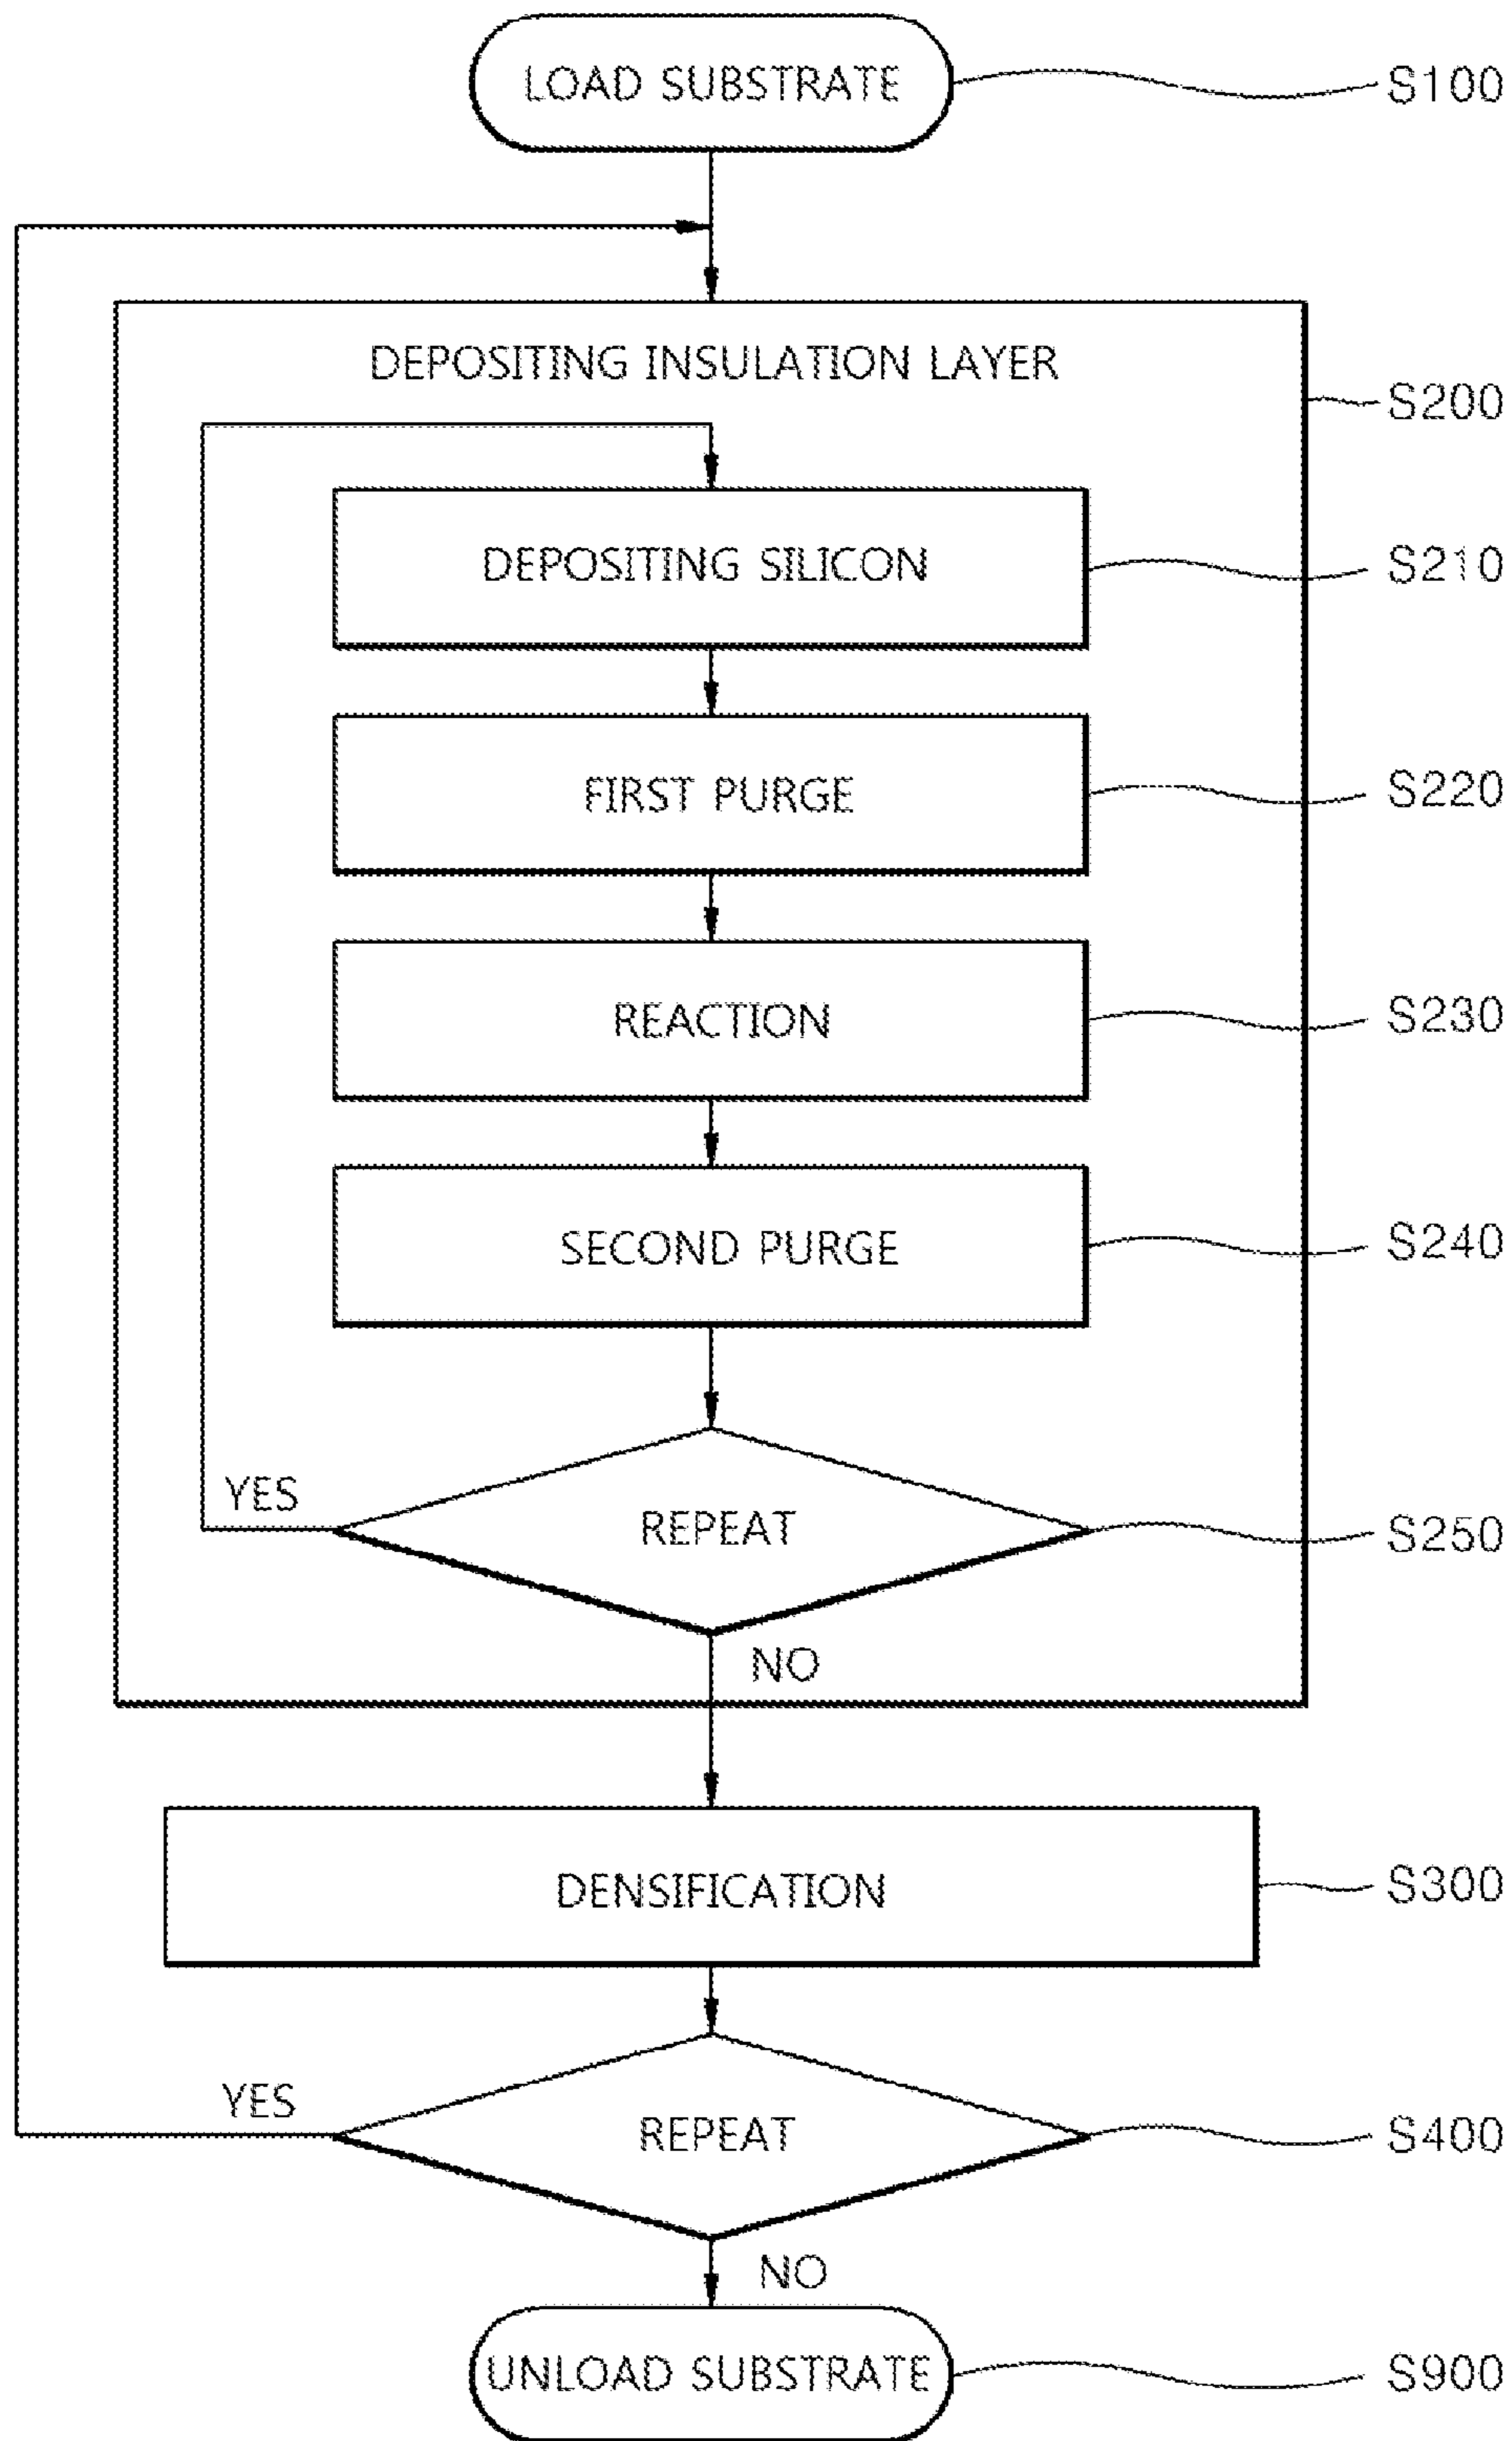 LOAD SUBSTRATE
S100
DEPOSITING INSULATION LAYER
S200
DEPOSITING SILICON
S210
FIRST PURGE
S220
REACTION
S230
SECOND PURGE
S240
YES
REPEAT
S250
NO
DENSIFICATION
S300
YES
REPEAT
S400
NO
UNLOAD SUBSTRATE
S900